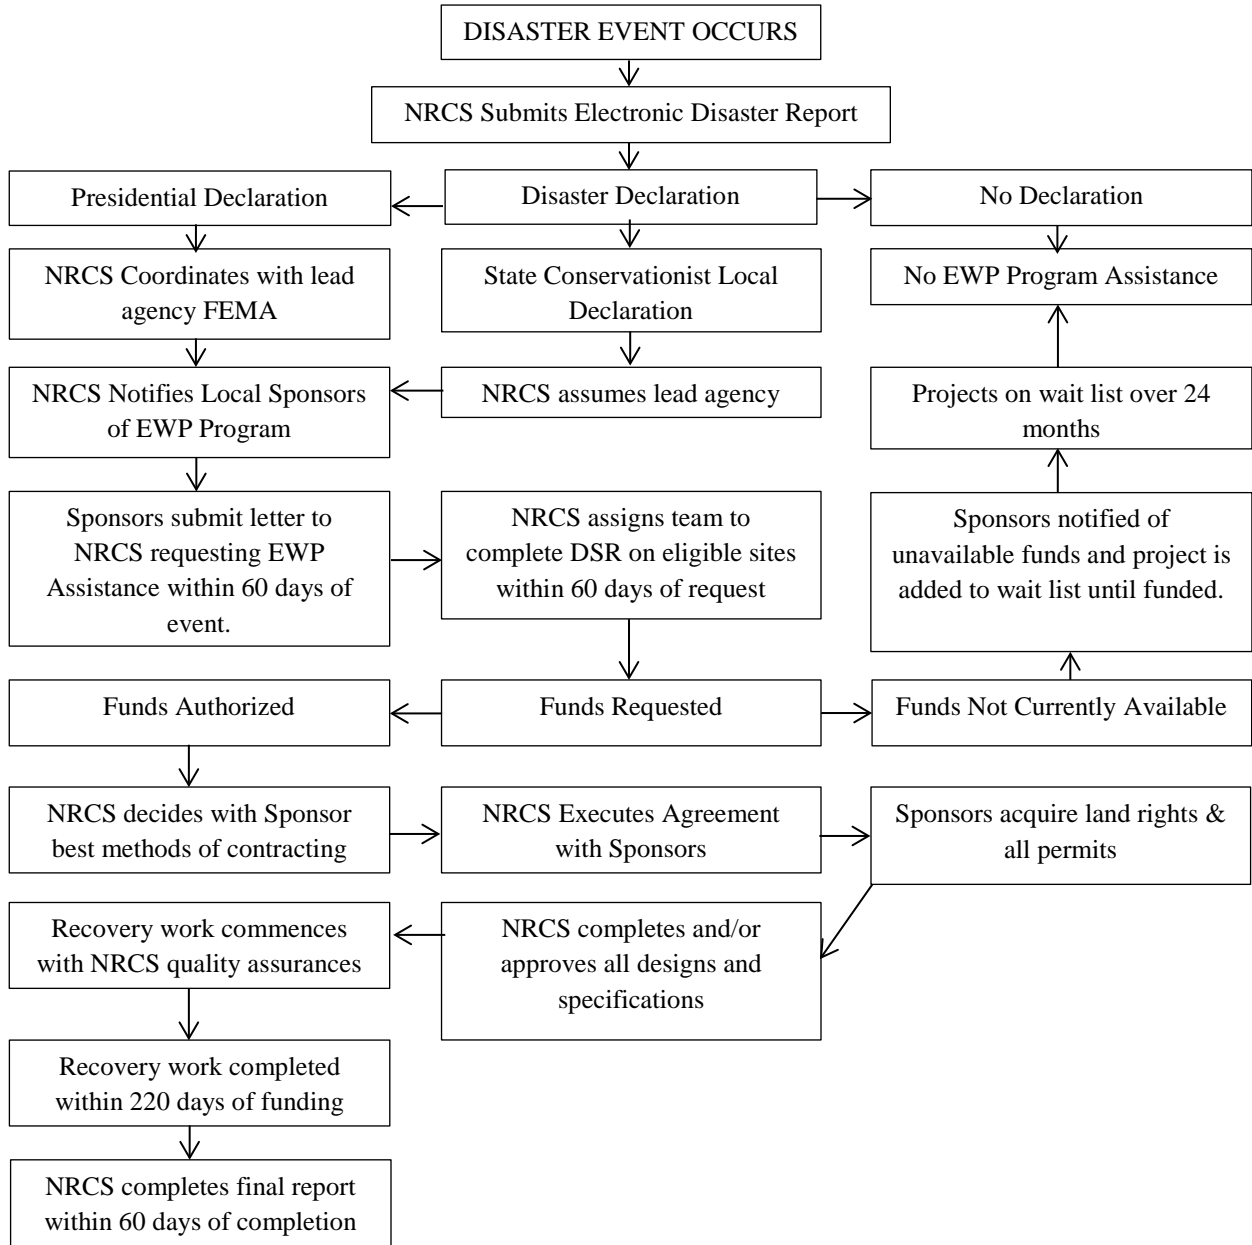 DISASTER EVENT OCCURS
NRCS Submits Electronic Disaster Report
Presidential Declaration
Disaster Declaration
No Declaration
NRCS Coordinates with lead
agency FEMA
State Conservationist Local
Declaration
No EWP Program Assistance
NRCS Notifies Local Sponsors
of EWP Program
NRCS assumes lead agency
Projects on wait list over 24
months
Sponsors submit letter to
NRCS requesting EWP
Assistance within 60 days of
event.
NRCS assigns team to
complete DSR on eligible sites
within 60 days of request
Sponsors notified of
unavailable funds and project is
added to wait list until funded.
Funds Authorized
Funds Requested
Funds Not Currently Available
NRCS decides with Sponsor
best methods of contracting
NRCS Executes Agreement
with Sponsors
Sponsors acquire land rights &
all permits
Recovery work commences
with NRCS quality assurances
NRCS completes and/or
approves all designs and
specifications
Recovery work completed
within 220 days of funding
NRCS completes final report
within 60 days of completion